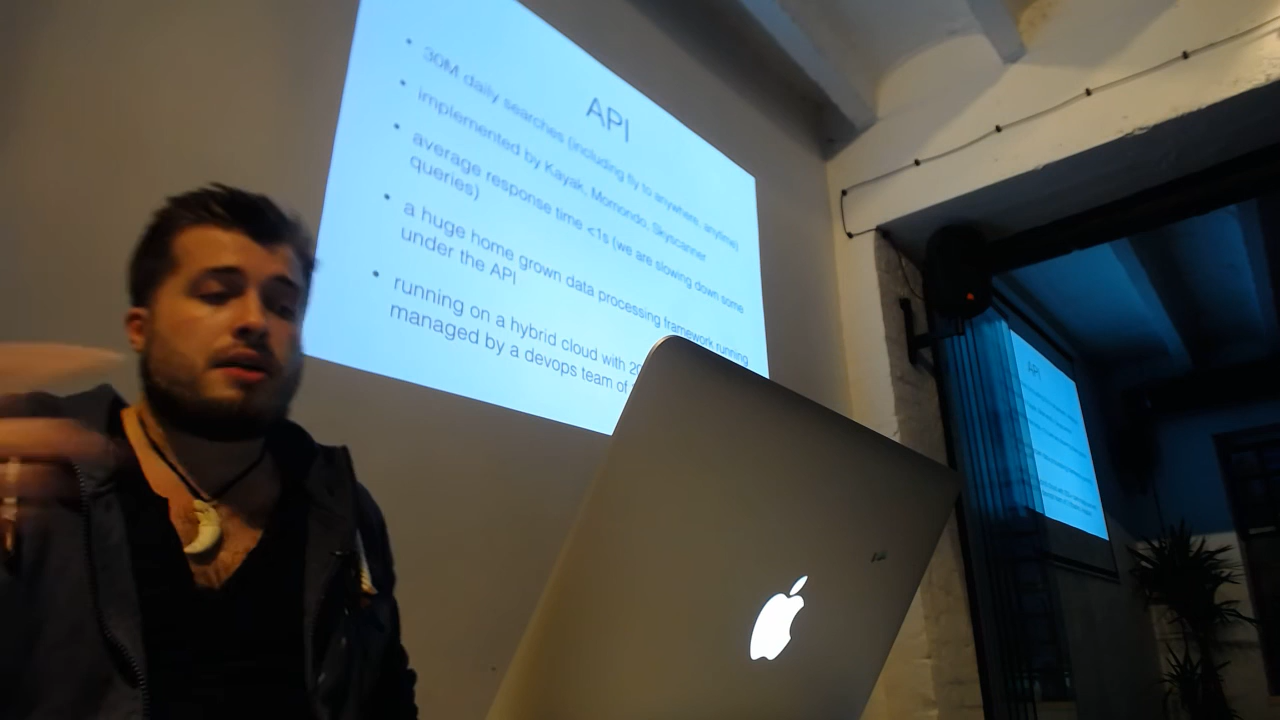 API
• 30M daily searches (including fly to anywhere, anytime)
• implemented by Kayak, Momondo, Skyscanner
• average response time <1s (we are slowing down some
queries)
• a huge home grown data processing framework running
under the API
• running on a hybrid cloud with
managed by a devops team of
API